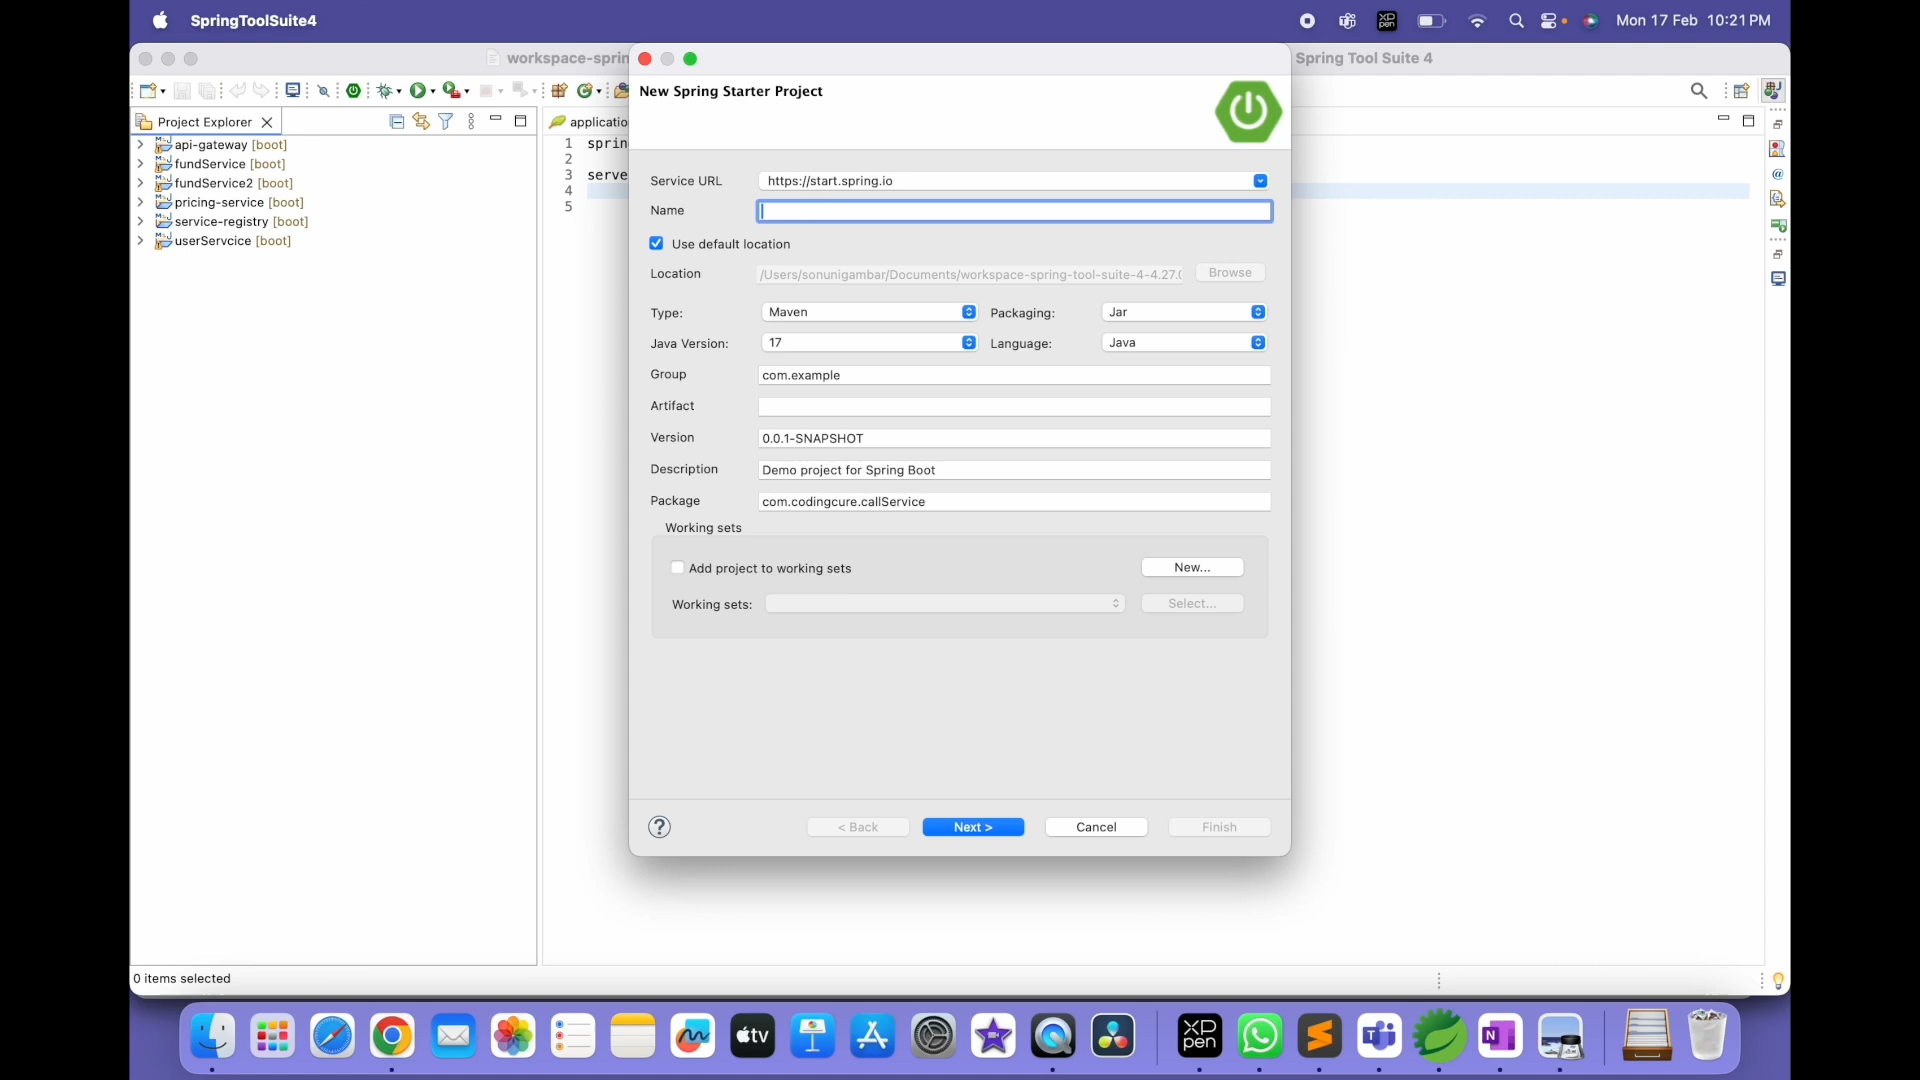 SpringToolSuite4
Mon 17 Feb 10:21 PM
workspace-sprin
Spring Tool Suite 4
New Spring Starter Project
Project Explorer
api-gateway [boot]
fundService [boot]
fundService2 [boot]
pricing-service [boot]
service-registry [boot]
userServcice [boot]
applicatio
1 sprin
2
3 serve
4
5
Service URL https://start.spring.io
Name
Use default location
Location /Users/sonunigambar/Documents/workspace-spring-tool-suite-4-4.27.(
Browse
Type: Maven Packaging: Jar
Java Version: 17 Language: Java
Group com.example
Artifact
Version 0.0.1-SNAPSHOT
Description Demo project for Spring Boot
Package com.codingcure.callService
Working sets
Add project to working sets New...
Working sets: Select...
? < Back Next > Cancel Finish
0 items selected
XP
pen
tv